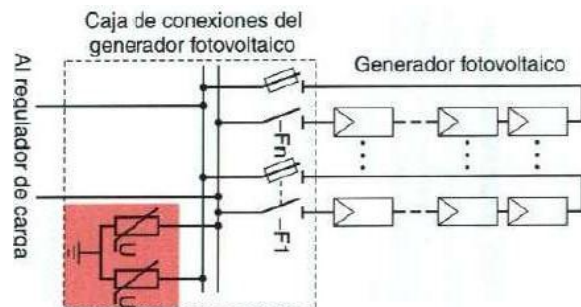 Caja de conexiones del
generador fotovoltaico
Generador fotovoltaico
Al regulador de carga
–Fn
–F1
U
U